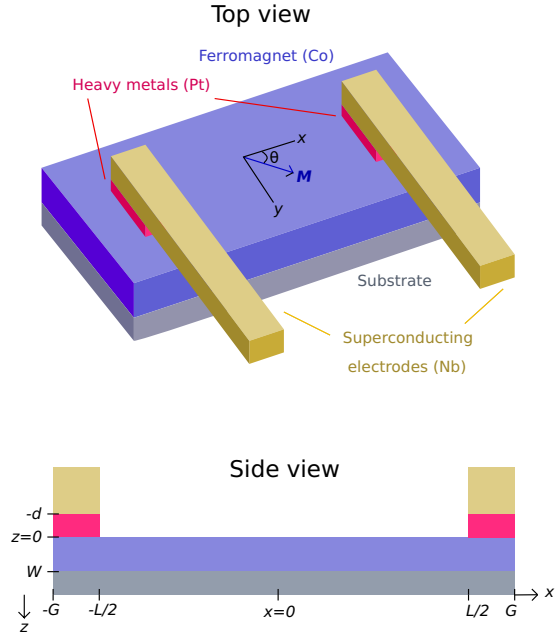 Top view
Ferromagnet (Co)
Heavy metals (Pt)
x
θ
M
y
Substrate
Superconducting
electrodes (Nb)
Side view
-d
z=0
W
-G
-L/2
x=0
L/2
G
x
z